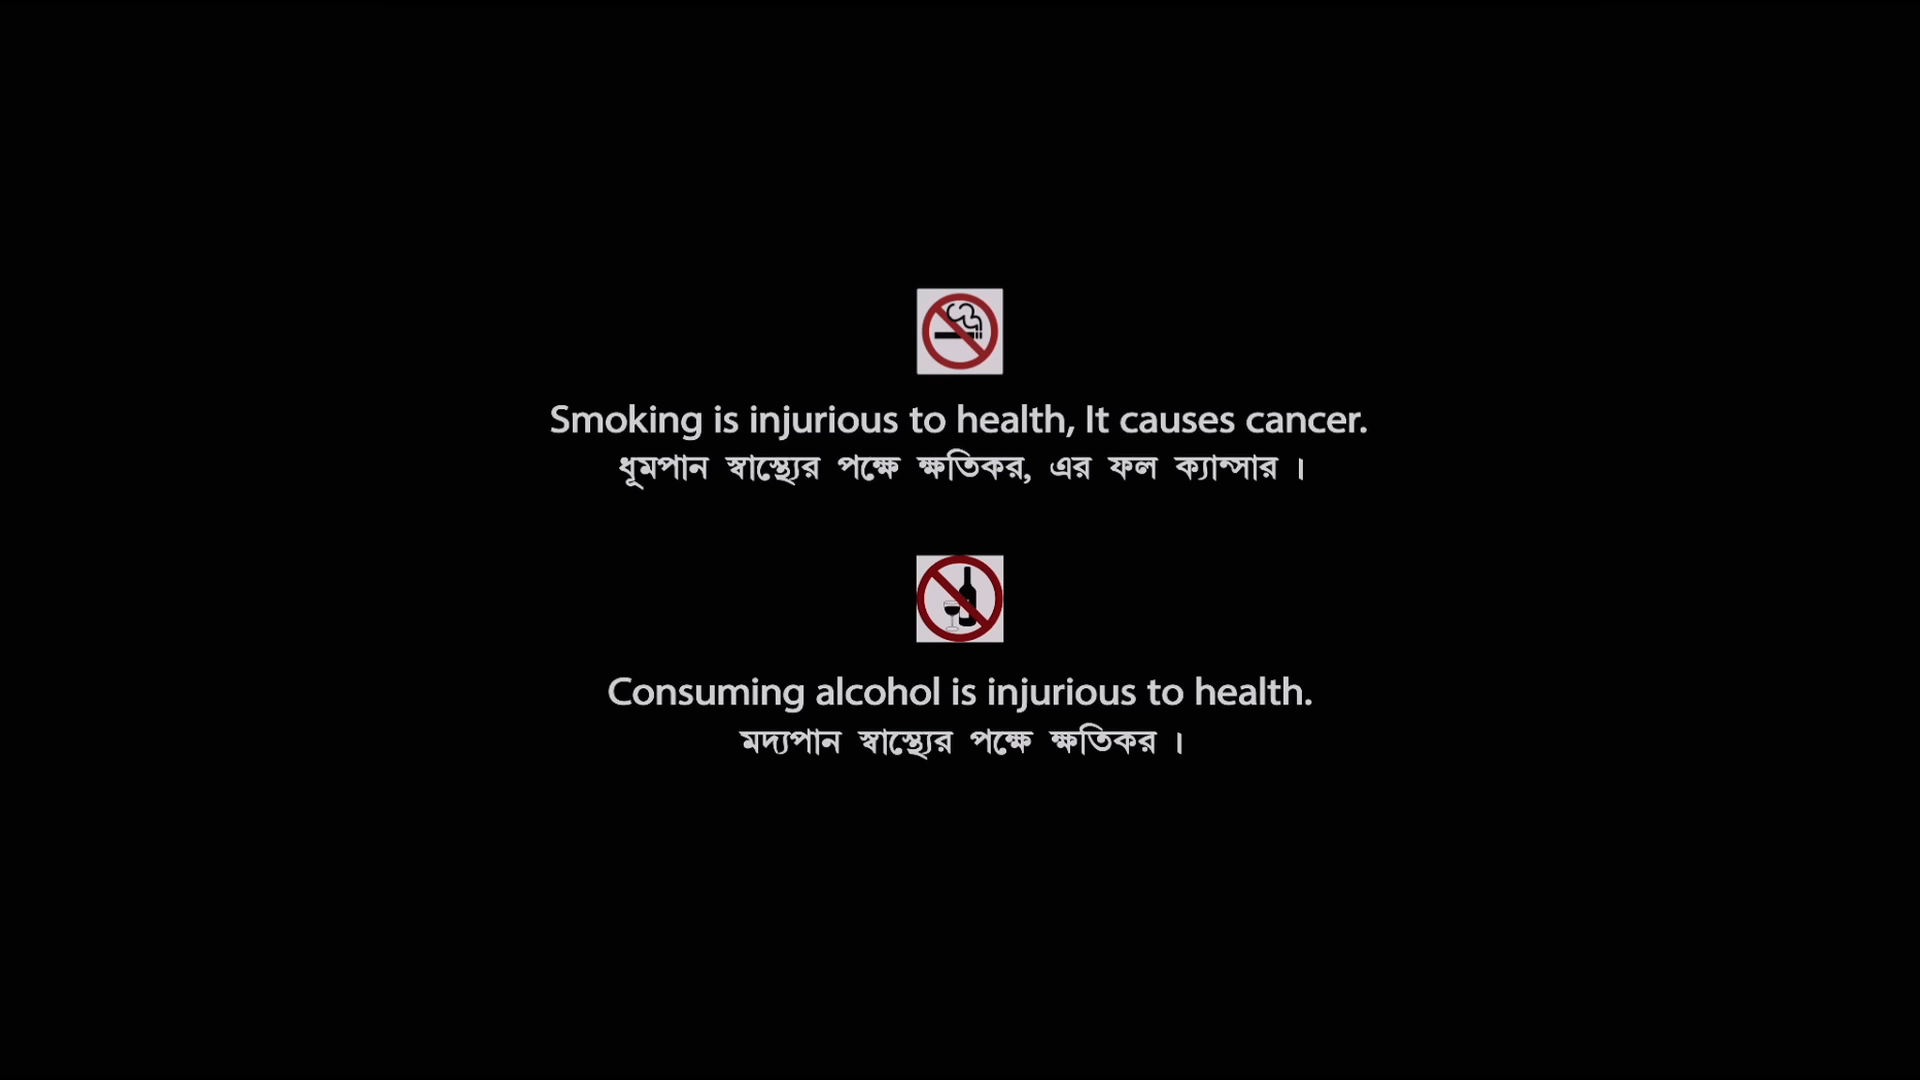 Smoking is injurious to health, It causes cancer.
ধূমপান স্বাস্থ্যের পক্ষে ক্ষতিকর, এর ফল ক্যান্সার ।
Consuming alcohol is injurious to health.
মদ্যপান স্বাস্থ্যের পক্ষে ক্ষতিকর ।